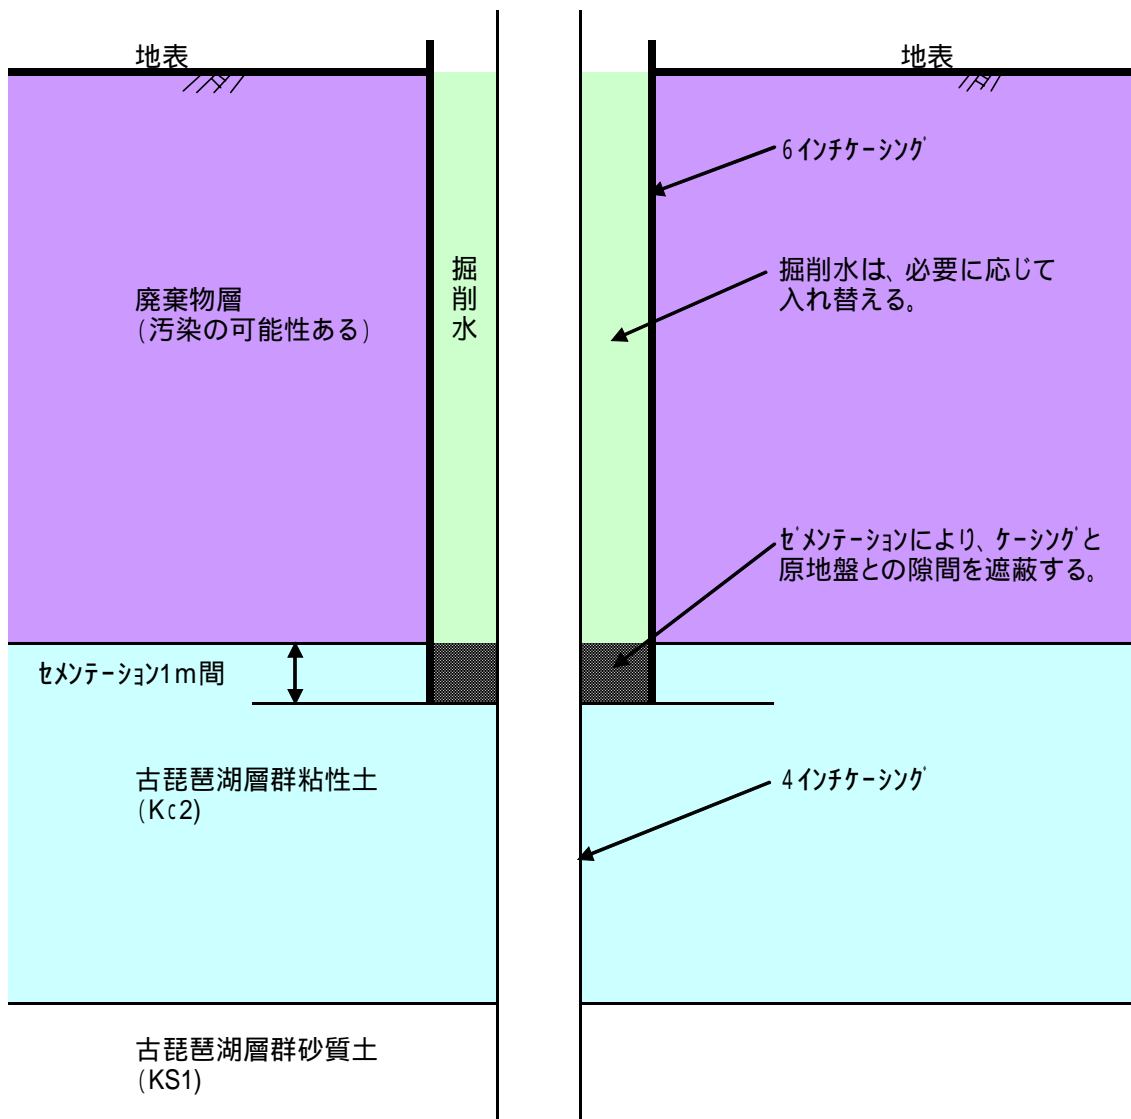 地表
地表
6インチケーシング
掘削水
掘削水は、必要に応じて
入れ替える。
廃棄物層
(汚染の可能性ある)
ゼメンテーションにより、ケーシングと
原地盤との隙間を遮蔽する。
セメンテーション1m間
古琵琶湖層群粘性土
(Kc2)
4インチケーシング
古琵琶湖層群砂質土
(KS1)